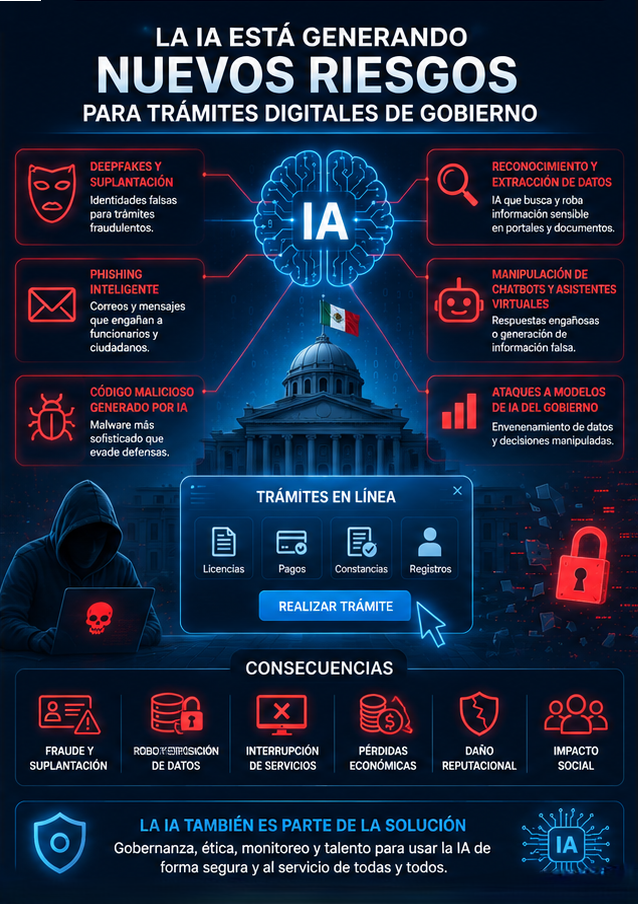 LA IA ESTÁ GENERANDO
NUEVOS RIESGOS
PARA TRÁMITES DIGITALES DE GOBIERNO
DEEPFAKES Y
SUPLANTACIÓN
Identidades falsas
para trámites
fraudulentos.
PHISHING
INTELIGENTE
Correos y mensajes
que engañan a
funcionarios y
ciudadanos.
CÓDIGO MALICIOSO
GENERADO POR IA
Malware más
sofisticado que
evade defensas.
IA
RECONOCIMIENTO Y
EXTRACCIÓN DE DATOS
IA que busca y roba
información sensible
en portales y documentos.
MANIPULACIÓN DE
CHATBOTS Y ASISTENTES
VIRTUALES
Respuestas engañosas
o generación de
información falsa.
ATAQUES A MODELOS
DE IA DEL GOBIERNO
Envenenamiento de datos
y decisiones manipuladas.
TRÁMITES EN LÍNEA
Licencias
Pagos
Constancias
Registros
REALIZAR TRÁMITE
CONSECUENCIAS
FRAUDE Y
SUPLANTACIÓN
ROBO
DE DATOS
INTERRUPCIÓN
DE SERVICIOS
PÉRDIDAS
ECONÓMICAS
DAÑO
REPUTACIONAL
IMPACTO
SOCIAL
LA IA TAMBIÉN ES PARTE DE LA SOLUCIÓN
Gobernanza, ética, monitoreo y talento para usar la IA de
forma segura y al servicio de todas y todos.
IA